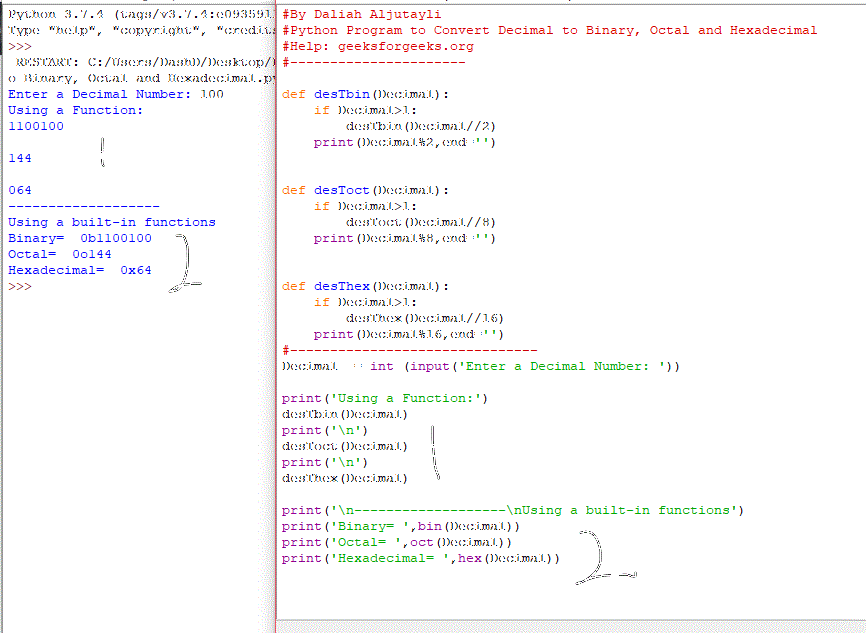 Python 3.7.4 (tags/v3.7.4:e093591
Type "help", "copyright", "credits
>>>
RESTART: C:/Users/DashD/Desktop/
o Binary, Octal and Hexadecimal.py
Enter a Decimal Number: 100
Using a Function:
1100100
144
064
-------------------
Using a built-in functions
Binary=  0b1100100
Octal=  0o144
Hexadecimal=  0x64
>>>
1
2
#By Daliah Aljutayli
#Python Program to Convert Decimal to Binary, Octal and Hexadecimal
#Help: geeksforgeeks.org
#----------------------
def desTbin(Decimal):
    if Decimal>1:
        desTbin(Decimal//2)
    print(Decimal%2,end='')
def desToct(Decimal):
    if Decimal>1:
        desToct(Decimal//8)
    print(Decimal%8,end='')
def desThex(Decimal):
    if Decimal>1:
        desThex(Decimal//16)
    print(Decimal%16,end='')
#-------------------------------
Decimal = int (input('Enter a Decimal Number: '))
print('Using a Function:')
desTbin(Decimal)
print('\n')
desToct(Decimal)
print('\n')
desThex(Decimal)
print('\n-------------------\nUsing a built-in functions')
print('Binary= ',bin(Decimal))
print('Octal= ',oct(Decimal))
print('Hexadecimal= ',hex(Decimal))
1
2